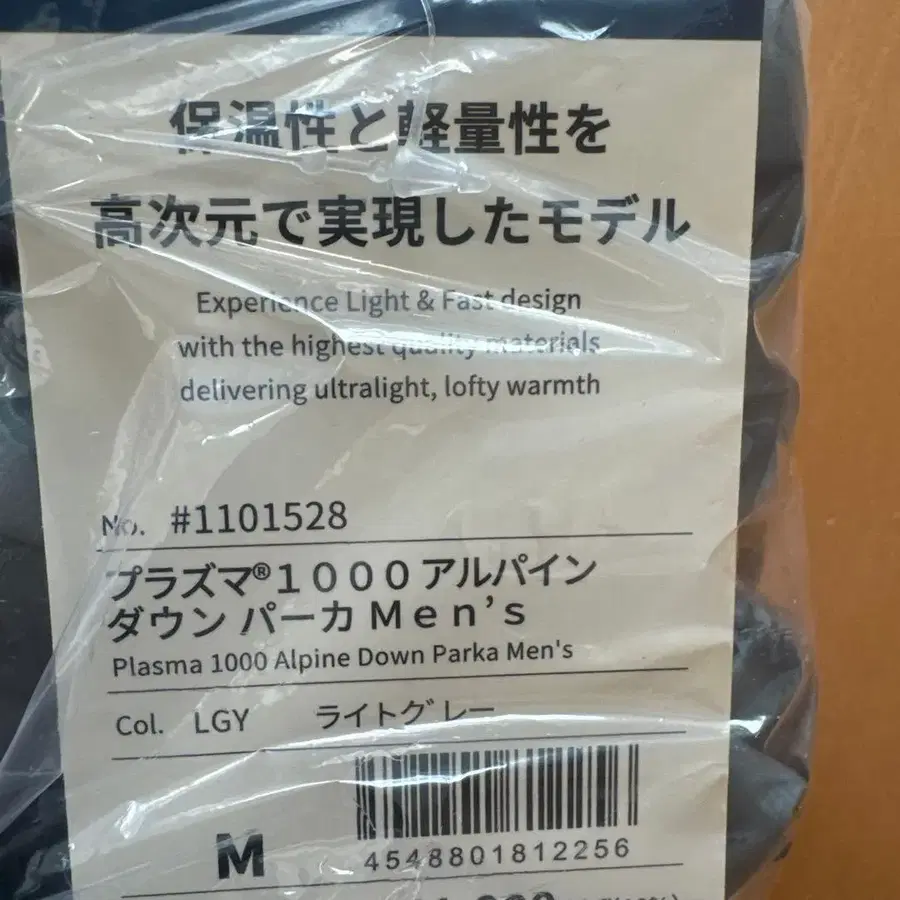 保温性と軽量性を
高次元で実現したモデル
Experience Light & Fast design
with the highest quality materials
delivering ultralight, lofty warmth
No. #1101528
プラズマ®１０００アルパイン
ダウン パーカ Ｍｅｎ’ｓ
Plasma 1000 Alpine Down Parka Men's
Col. LGY ライトグレー
M
4548801812256